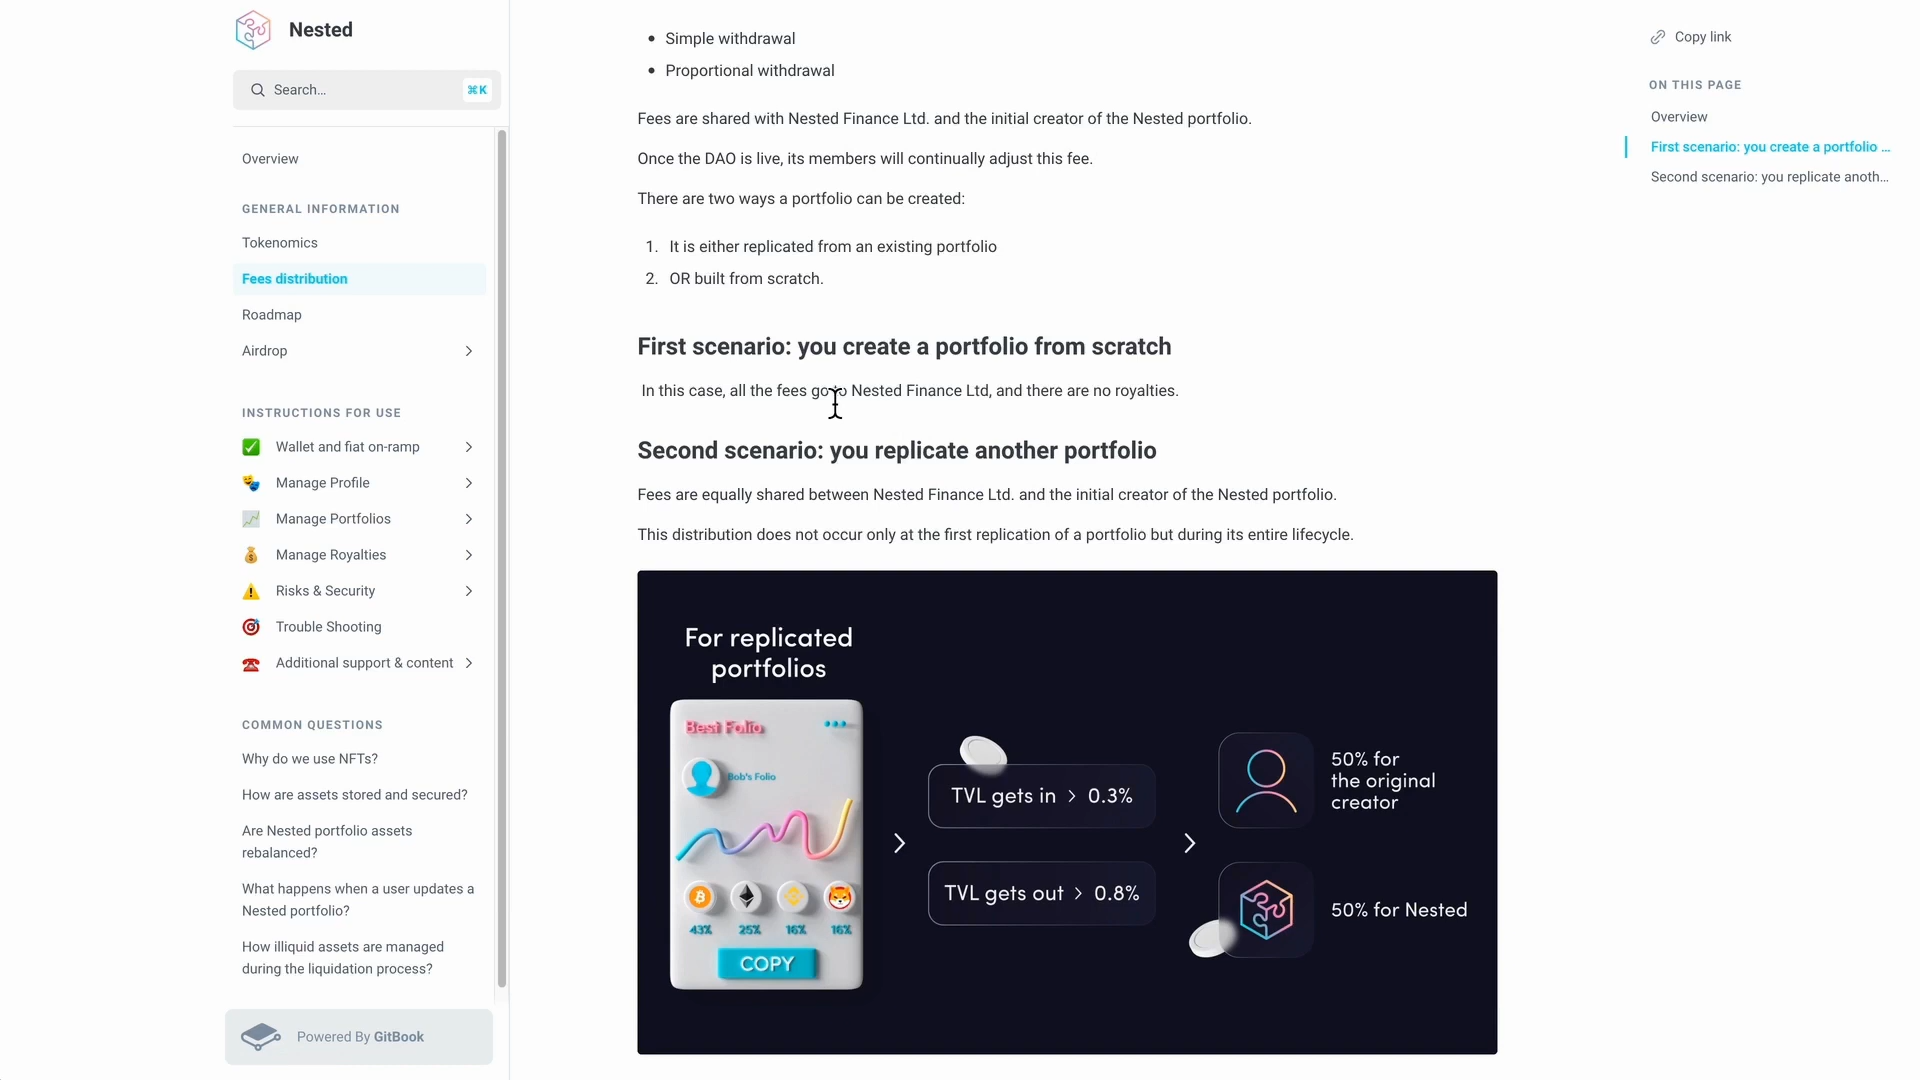 Nested
Search...
⌘K
Overview
GENERAL INFORMATION
Tokenomics
Fees distribution
Roadmap
Airdrop
INSTRUCTIONS FOR USE
Wallet and fiat on-ramp
Manage Profile
Manage Portfolios
Manage Royalties
Risks & Security
Trouble Shooting
Additional support & content
COMMON QUESTIONS
Why do we use NFTs?
How are assets stored and secured?
Are Nested portfolio assets
rebalanced?
What happens when a user updates a
Nested portfolio?
How illiquid assets are managed
during the liquidation process?
Powered By GitBook
• Simple withdrawal
• Proportional withdrawal
Fees are shared with Nested Finance Ltd. and the initial creator of the Nested portfolio.
Once the DAO is live, its members will continually adjust this fee.
There are two ways a portfolio can be created:
1. It is either replicated from an existing portfolio
2. OR built from scratch.
First scenario: you create a portfolio from scratch
In this case, all the fees go to Nested Finance Ltd, and there are no royalties.
Second scenario: you replicate another portfolio
Fees are equally shared between Nested Finance Ltd. and the initial creator of the Nested portfolio.
This distribution does not occur only at the first replication of a portfolio but during its entire lifecycle.
For replicated
portfolios
Best Folio
Bob's Folio
43% 25% 16% 16%
COPY
TVL gets in > 0.3%
TVL gets out > 0.8%
50% for
the original
creator
50% for Nested
Copy link
ON THIS PAGE
Overview
First scenario: you create a portfolio ...
Second scenario: you replicate anoth...